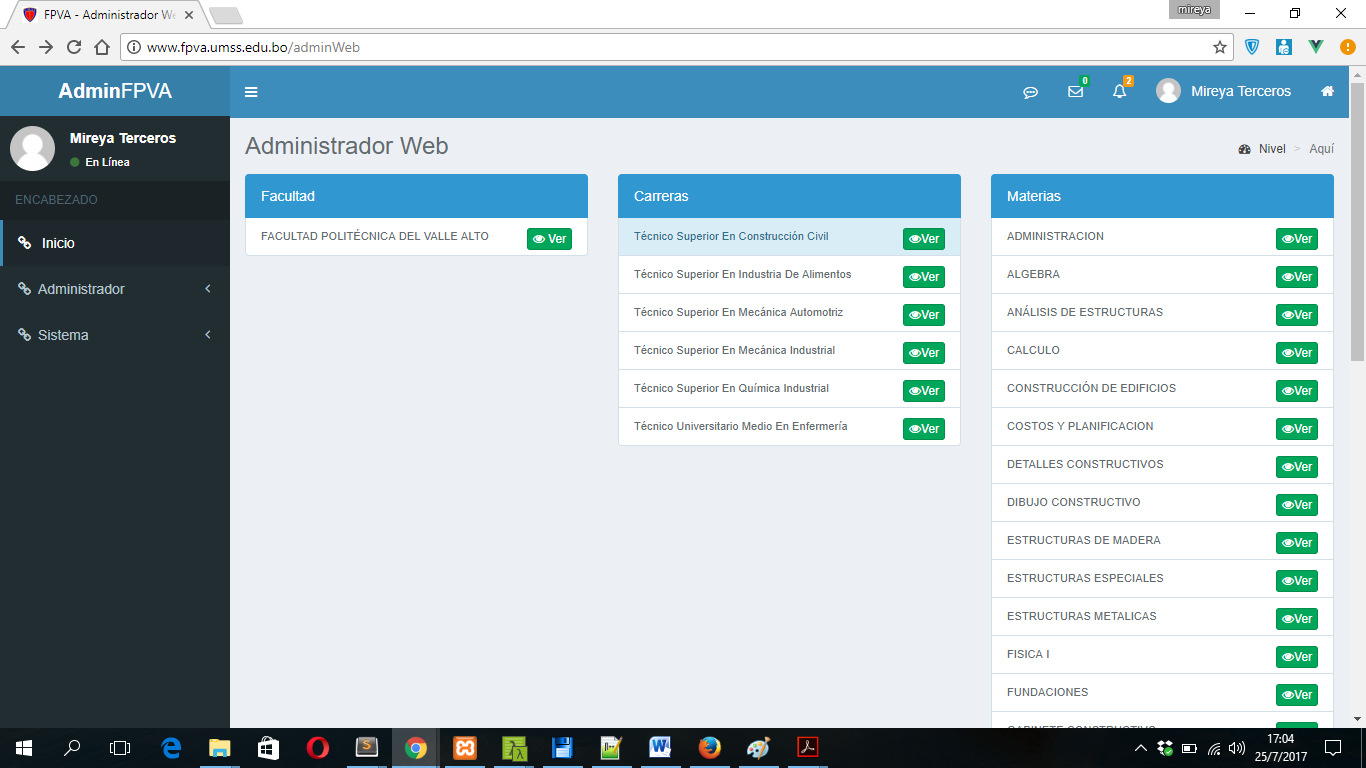 FPVA - Administrador We
mireya
www.fpva.umss.edu.bo/adminWeb
AdminFPVA
0
2
Mireya Terceros
Mireya Terceros
En Línea
ENCABEZADO
Inicio
Administrador
Sistema
Administrador Web
Nivel > Aquí
Facultad
FACULTAD POLITÉCNICA DEL VALLE ALTO Ver
Carreras
Técnico Superior En Construcción Civil Ver
Técnico Superior En Industria De Alimentos Ver
Técnico Superior En Mecánica Automotriz Ver
Técnico Superior En Mecánica Industrial Ver
Técnico Superior En Química Industrial Ver
Técnico Universitario Medio En Enfermería Ver
Materias
ADMINISTRACION Ver
ALGEBRA Ver
ANÁLISIS DE ESTRUCTURAS Ver
CALCULO Ver
CONSTRUCCIÓN DE EDIFICIOS Ver
COSTOS Y PLANIFICACION Ver
DETALLES CONSTRUCTIVOS Ver
DIBUJO CONSTRUCTIVO Ver
ESTRUCTURAS DE MADERA Ver
ESTRUCTURAS ESPECIALES Ver
ESTRUCTURAS METALICAS Ver
FISICA I Ver
FUNDACIONES Ver
17:04
25/7/2017